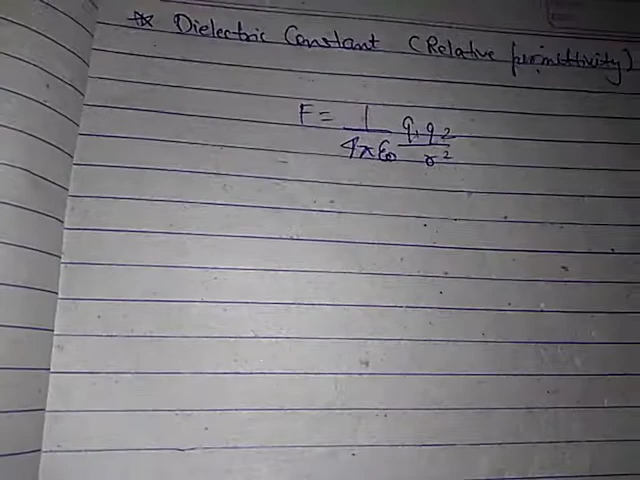 * Dielectric Constant (Relative permittivity)
F = 1/4πε₀ q₁q₂/r²